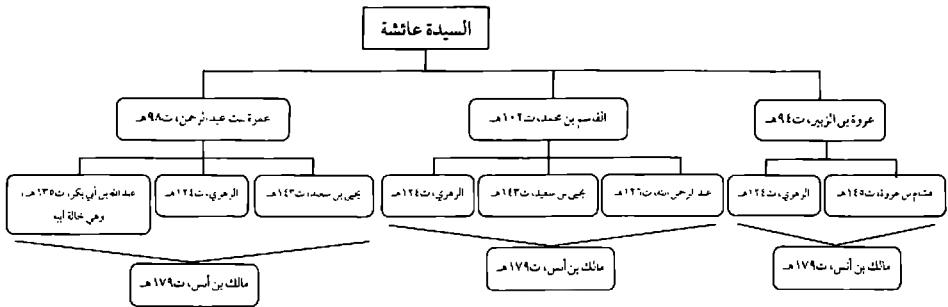 السيدة عائشة
عروة بن الزبير، ت٩٤هـ
القاسم بن محمد، ت١٠٢هـ
عمرة بنت عبد الرحمن، ت٩٨هـ
هشام بن عروة، ت١٤٥هـ
الزهري، ت١٢٤هـ
عبد الرحمن ابنه، ت١٢٦هـ
يحيى بن سعيد، ت١٤٣هـ
الزهري، ت١٢٤هـ
يحيى بن سعيد، ت١٤٣هـ
الزهري، ت١٢٤هـ
عبد الله بن أبي بكر، ت١٣٥هـ،
وهي خالة أبيه
مالك بن أنس، ت١٧٩هـ
مالك بن أنس، ت١٧٩هـ
مالك بن أنس، ت١٧٩هـ